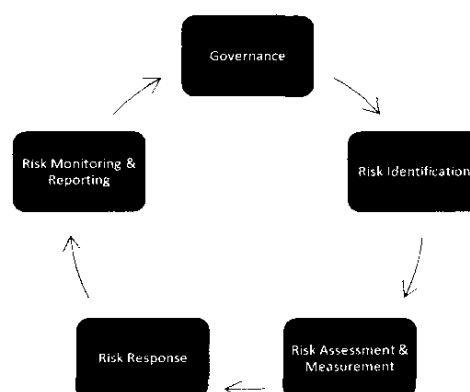 Governance
Risk Identification
Risk Assessment &
Measurement
Risk Response
Risk Monitoring &
Reporting